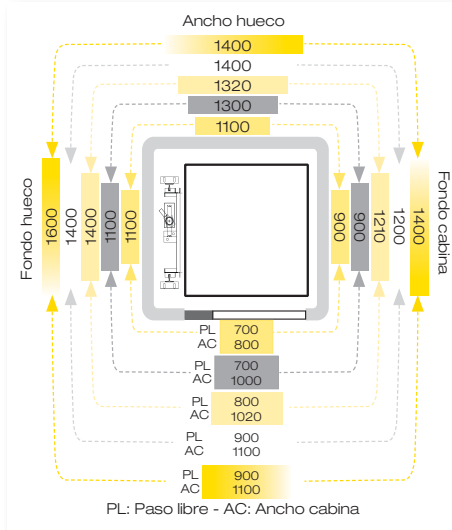 Ancho hueco
1400
1400
1320
1300
1100
Fondo hueco
1600
1400
1400
1100
1100
900
900
1210
1200
1400
Fondo cabina
PL 700
AC 800
PL 700
AC 1000
PL 800
AC 1020
PL 900
AC 1100
PL 900
AC 1100
PL: Paso libre - AC: Ancho cabina